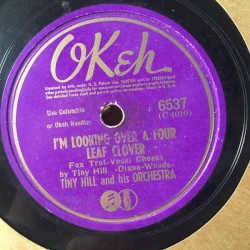 OKeh
Use Columbia
or Okeh Needles
6537
(C 4019)
I'M LOOKING OVER A FOUR
LEAF CLOVER
Fox Trot-Vocal Chorus
by Tiny Hill -Dixon-Woods-
TINY HILL and his ORCHESTRA